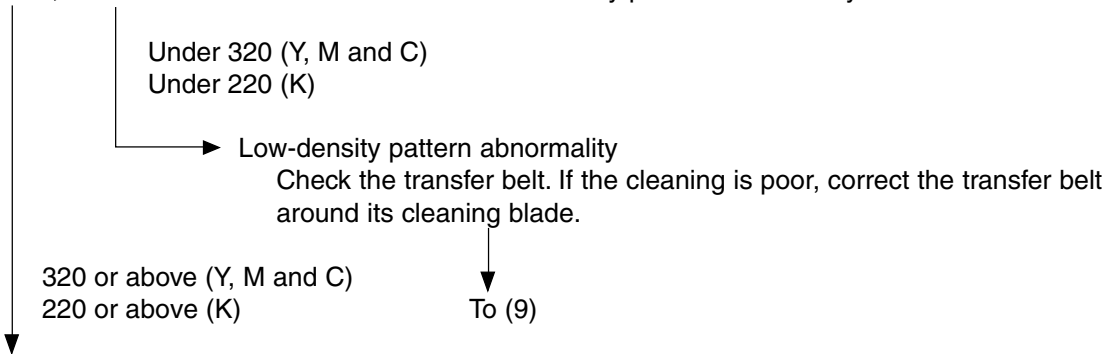 Under 320 (Y, M and C)
Under 220 (K)
Low-density pattern abnormality
Check the transfer belt. If the cleaning is poor, correct the transfer belt
around its cleaning blade.
320 or above (Y, M and C)
220 or above (K)
To (9)